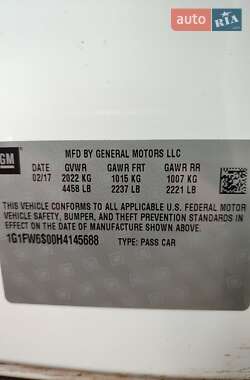 AUTO RIA
GM
MFD BY GENERAL MOTORS LLC
DATE GVWR GAWR FRT GAWR RR
02/17 2022 KG 1015 KG 1007 KG
4458 LB 2237 LB 2221 LB
THIS VEHICLE CONFORMS TO ALL APPLICABLE U.S. FEDERAL MOTOR
VEHICLE SAFETY, BUMPER, AND THEFT PREVENTION STANDARDS IN
EFFECT ON THE DATE OF MANUFACTURE SHOWN ABOVE.
1G1FW6S00H4145688 TYPE: PASS CAR